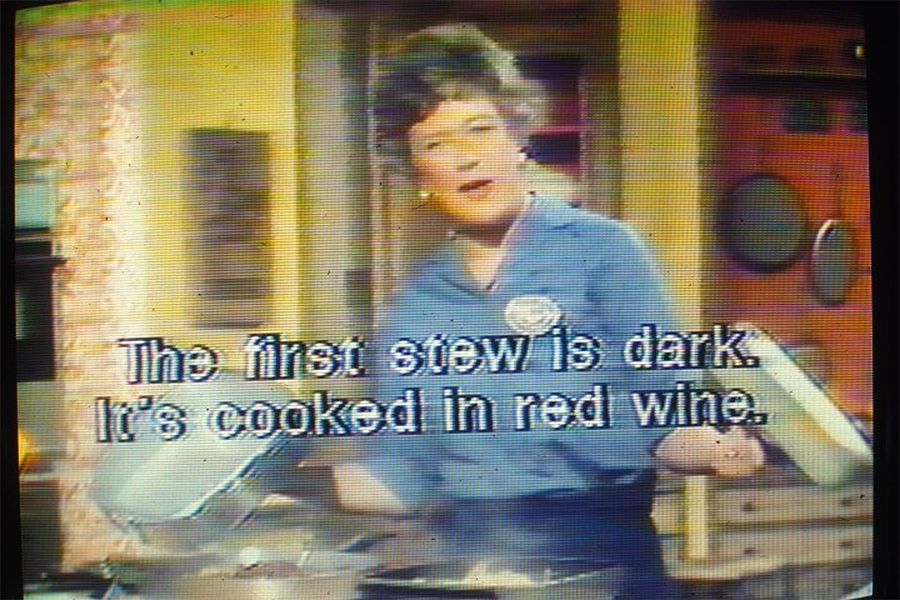 The first stew is dark.
It's cooked in red wine.